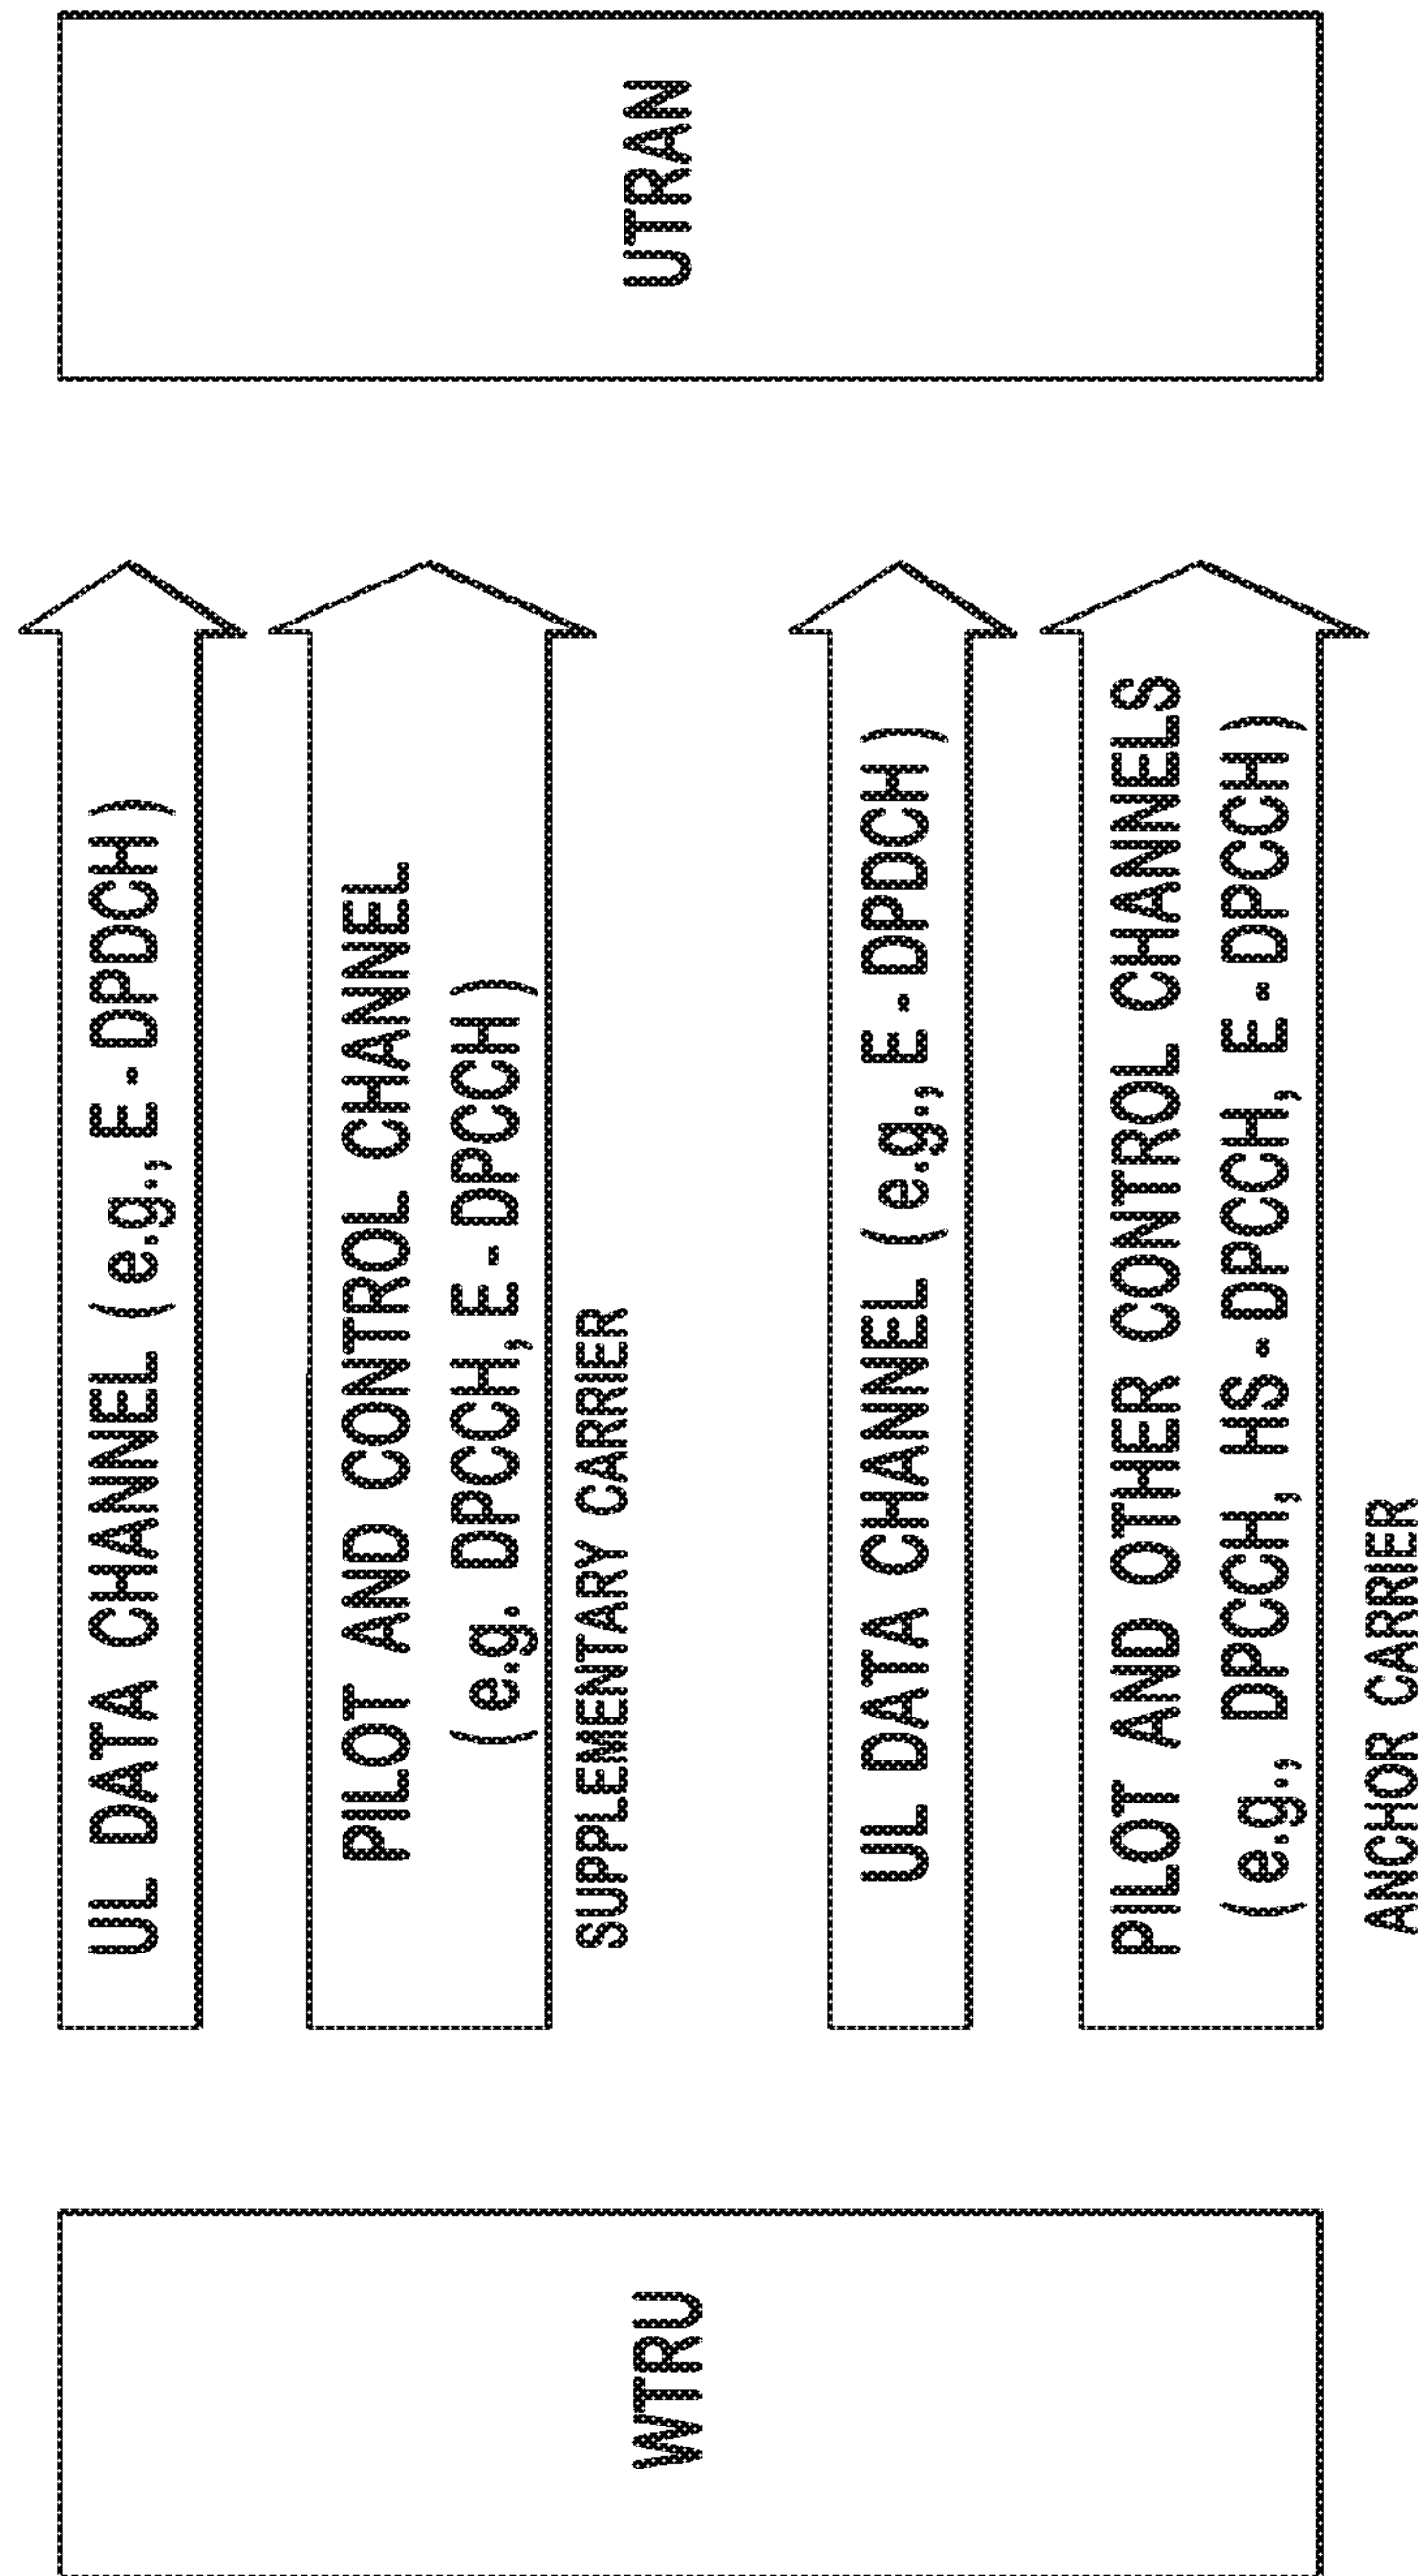 WTRU
UL DATA CHANNEL (e.g., E-DPDCH)
PILOT AND CONTROL CHANNEL
(e.g. DPCCH, E-DPCCH)
SUPPLEMENTARY CARRIER
UL DATA CHANNEL (e.g., E-DPDCH)
PILOT AND OTHER CONTROL CHANNELS
(e.g., DPCCH, HS-DPCCH, E-DPCCH)
ANCHOR CARRIER
UTRAN